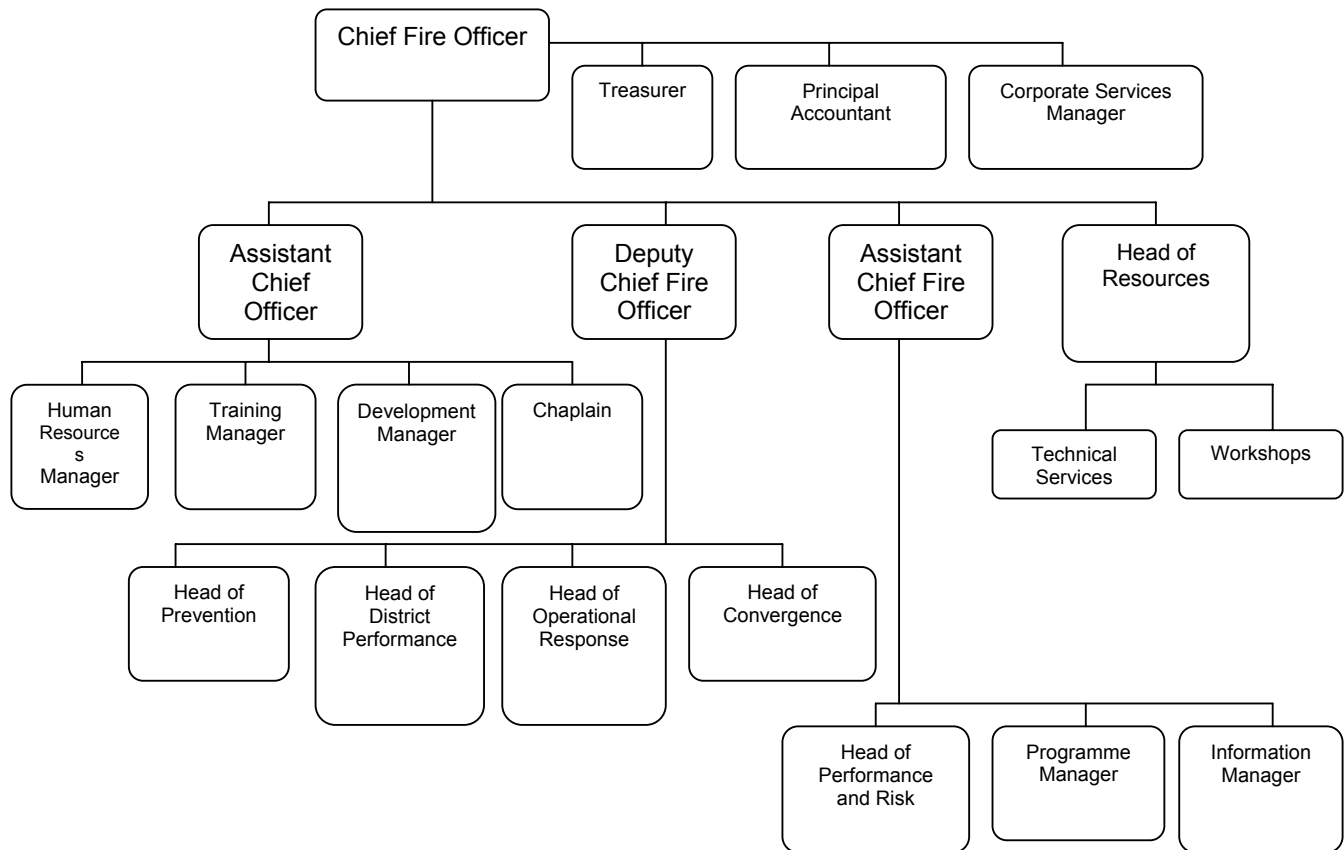 Chief Fire Officer
Treasurer
Principal
Accountant
Corporate Services
Manager
Assistant
Chief
Officer
Deputy
Chief Fire
Officer
Assistant
Chief Fire
Officer
Head of
Resources
Human
Resource
s
Manager
Training
Manager
Development
Manager
Chaplain
Technical
Services
Workshops
Head of
Prevention
Head of
District
Performance
Head of
Operational
Response
Head of
Convergence
Head of
Performance
and Risk
Programme
Manager
Information
Manager